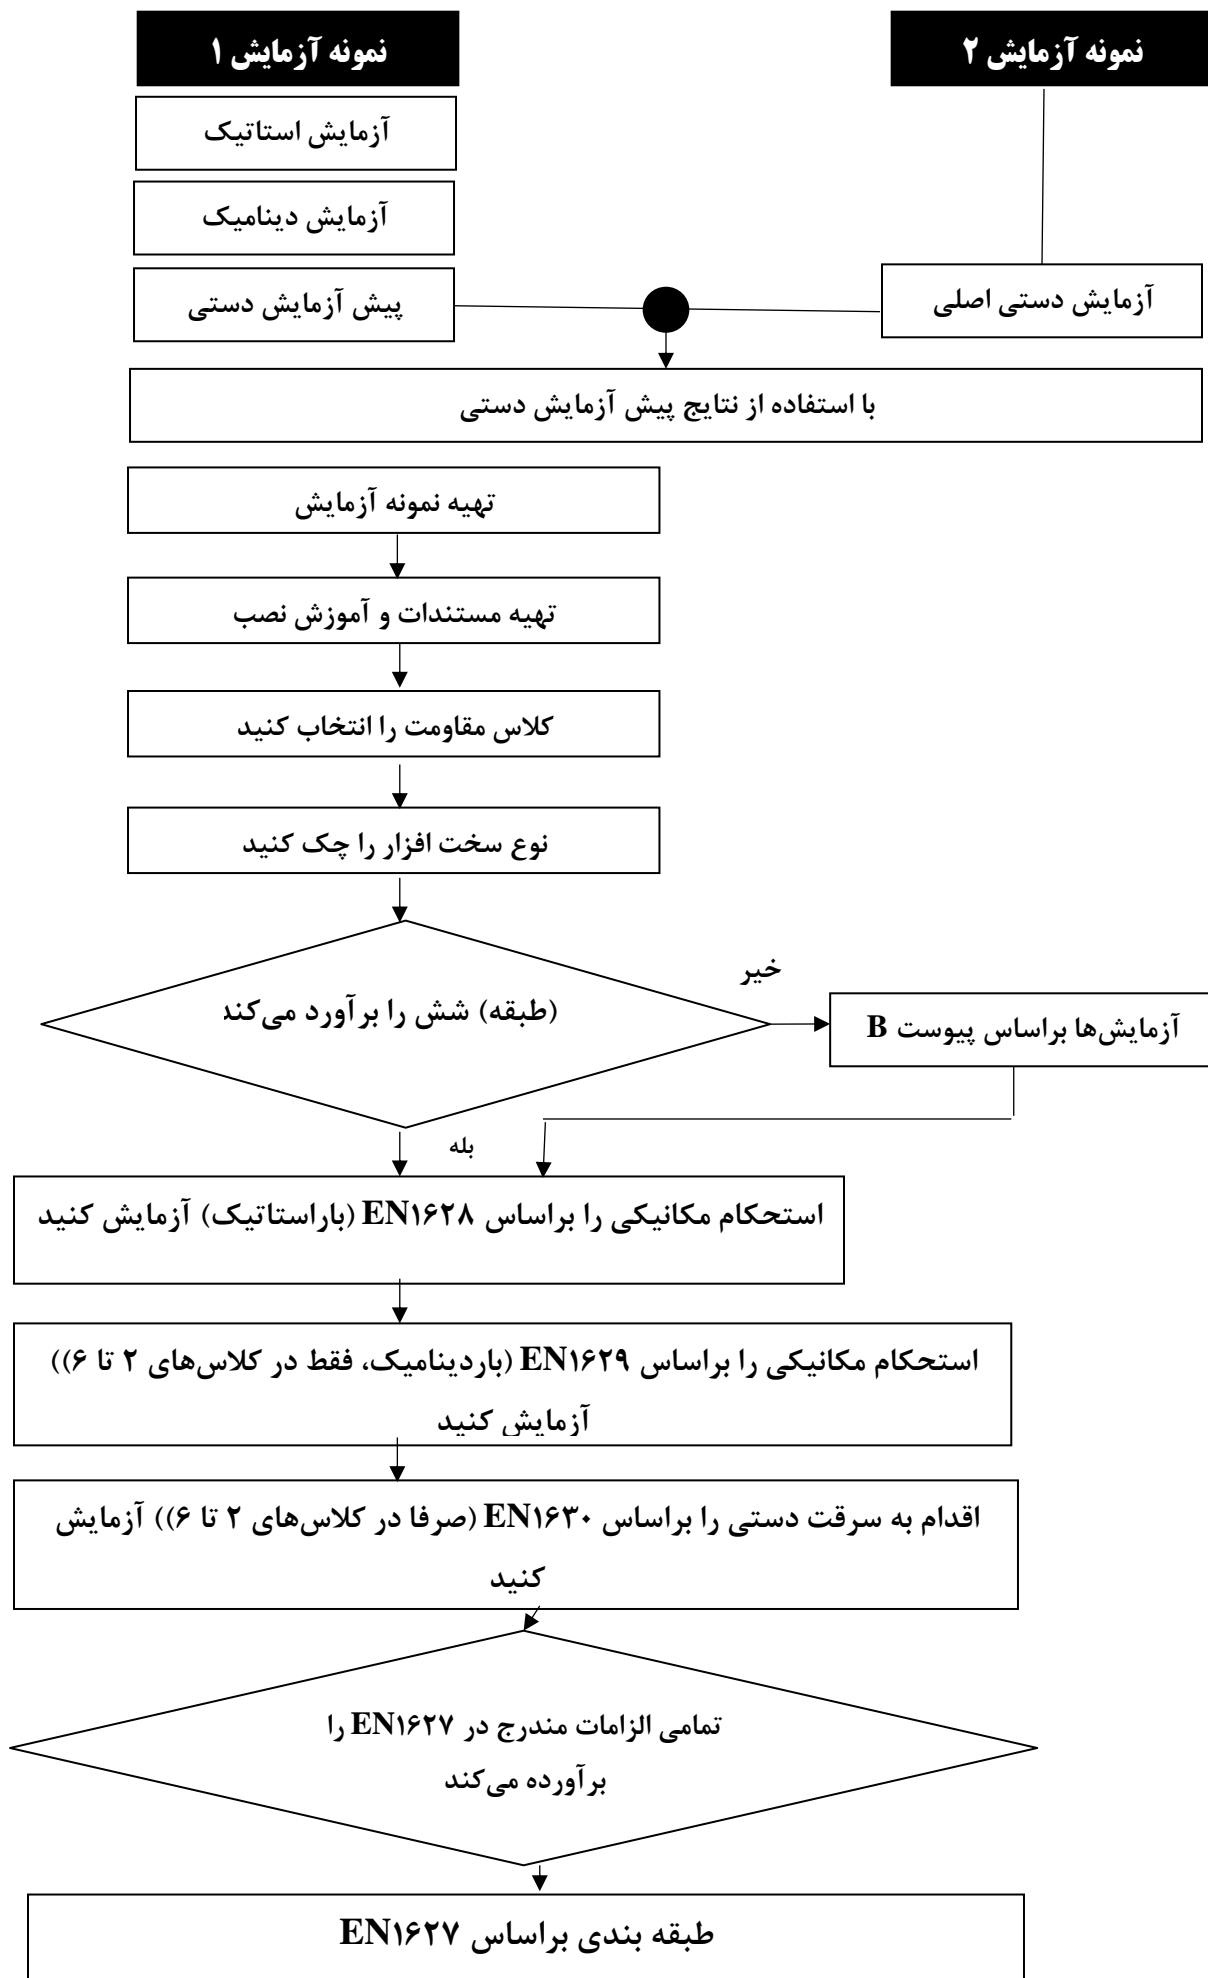 نمونه آزمایش ۱
نمونه آزمایش ۲
آزمایش استاتیک
آزمایش دینامیک
پیش آزمایش دستی
آزمایش دستی اصلی
با استفاده از نتایج پیش آزمایش دستی
تهیه نمونه آزمایش
تهیه مستندات و آموزش نصب
کلاس مقاومت را انتخاب کنید
نوع سخت افزار را چک کنید
(طبقه) شش را برآورد می‌کند
خیر
آزمایش‌ها براساس پیوست B
بله
استحکام مکانیکی را براساس EN۱۶۲۸ (باراستاتیک) آزمایش کنید
استحکام مکانیکی را براساس EN۱۶۲۹ (باردینامیک، فقط در کلاس‌های ۲ تا ۶))
آزمایش کنید
اقدام به سرقت دستی را براساس EN۱۶۳۰ (صرفا در کلاس‌های ۲ تا ۶)) آزمایش
کنید
تمامی الزامات مندرج در EN۱۶۲۷ را
برآورده می‌کند
طبقه بندی براساس EN۱۶۲۷